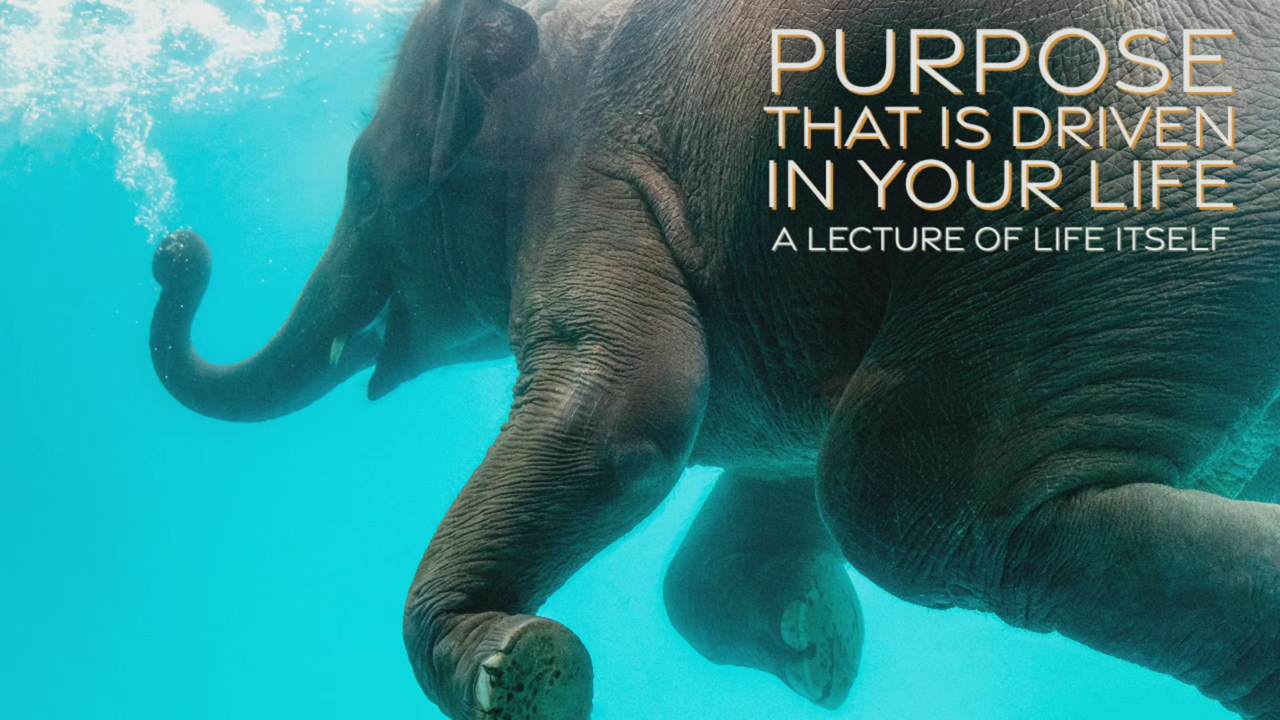 PURPOSE
THAT IS DRIVEN
IN YOUR LIFE
A LECTURE OF LIFE ITSELF